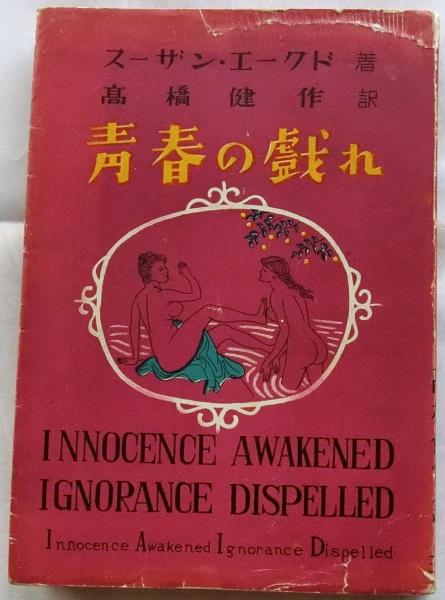 スーザン・エークド 著
髙橋健作 訳
青春の戯れ
INNOCENCE AWAKENED
IGNORANCE DISPELLED
Innocence Awakened Ignorance Dispelled